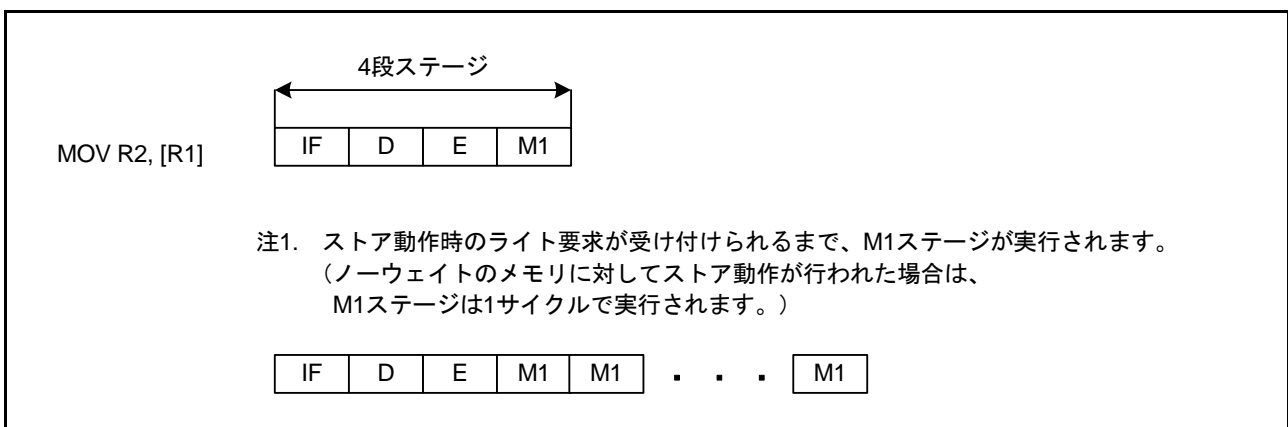 4段ステージ
MOV R2, [R1]
IF D E M1
注1. ストア動作時のライト要求が受け付けられるまで、M1ステージが実行されます。
（ノーウェイトのメモリに対してストア動作が行われた場合は、
M1ステージは1サイクルで実行されます。）
IF D E M1 M1 ・ ・ ・ M1